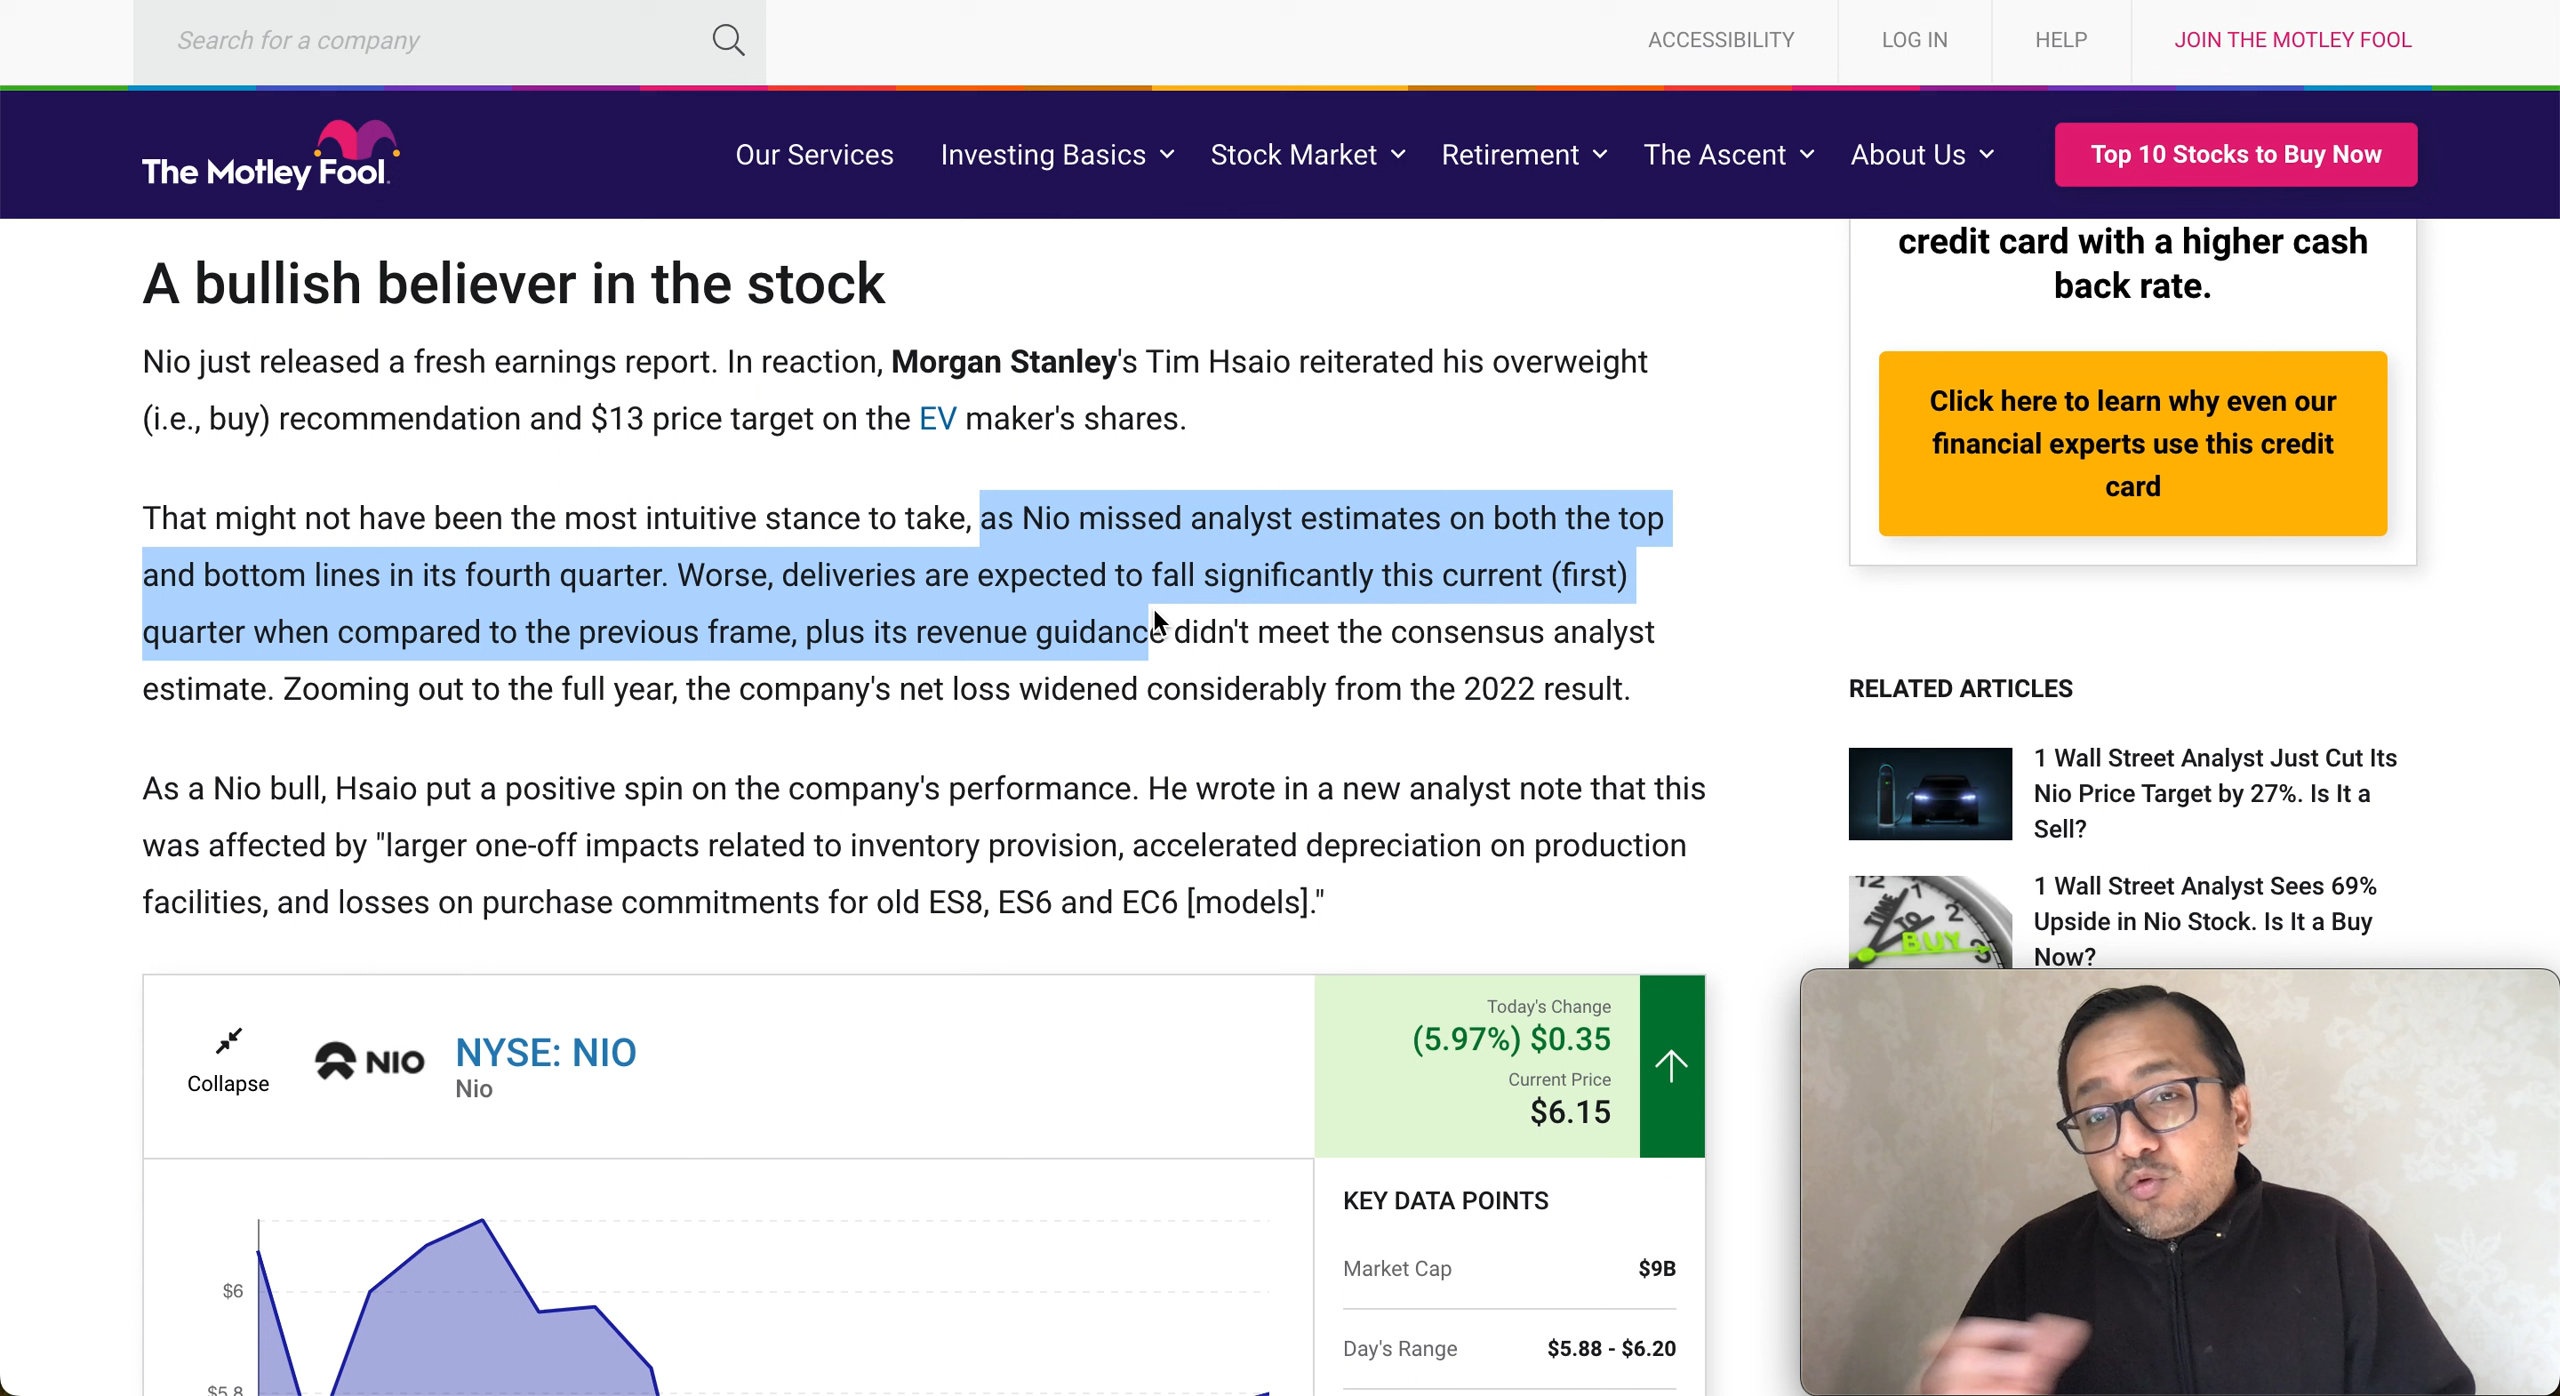 Search for a company
ACCESSIBILITY
LOG IN
HELP
JOIN THE MOTLEY FOOL
The Motley Fool.
Our Services
Investing Basics
Stock Market
Retirement
The Ascent
About Us
Top 10 Stocks to Buy Now
A bullish believer in the stock
Nio just released a fresh earnings report. In reaction, Morgan Stanley's Tim Hsaio reiterated his overweight
(i.e., buy) recommendation and $13 price target on the EV maker's shares.
That might not have been the most intuitive stance to take, as Nio missed analyst estimates on both the top
and bottom lines in its fourth quarter. Worse, deliveries are expected to fall significantly this current (first)
quarter when compared to the previous frame, plus its revenue guidance didn't meet the consensus analyst
estimate. Zooming out to the full year, the company's net loss widened considerably from the 2022 result.
As a Nio bull, Hsaio put a positive spin on the company's performance. He wrote in a new analyst note that this
was affected by "larger one-off impacts related to inventory provision, accelerated depreciation on production
facilities, and losses on purchase commitments for old ES8, ES6 and EC6 [models]."
Collapse
NIO
NYSE: NIO
Nio
Today's Change
(5.97%) $0.35
Current Price
$6.15
$6
$5.8
KEY DATA POINTS
Market Cap
$9B
Day's Range
$5.88 - $6.20
credit card with a higher cash
back rate.
Click here to learn why even our
financial experts use this credit
card
RELATED ARTICLES
1 Wall Street Analyst Just Cut Its
Nio Price Target by 27%. Is It a
Sell?
12
1
2
3
TIME
TO
BUY
1 Wall Street Analyst Sees 69%
Upside in Nio Stock. Is It a Buy
Now?